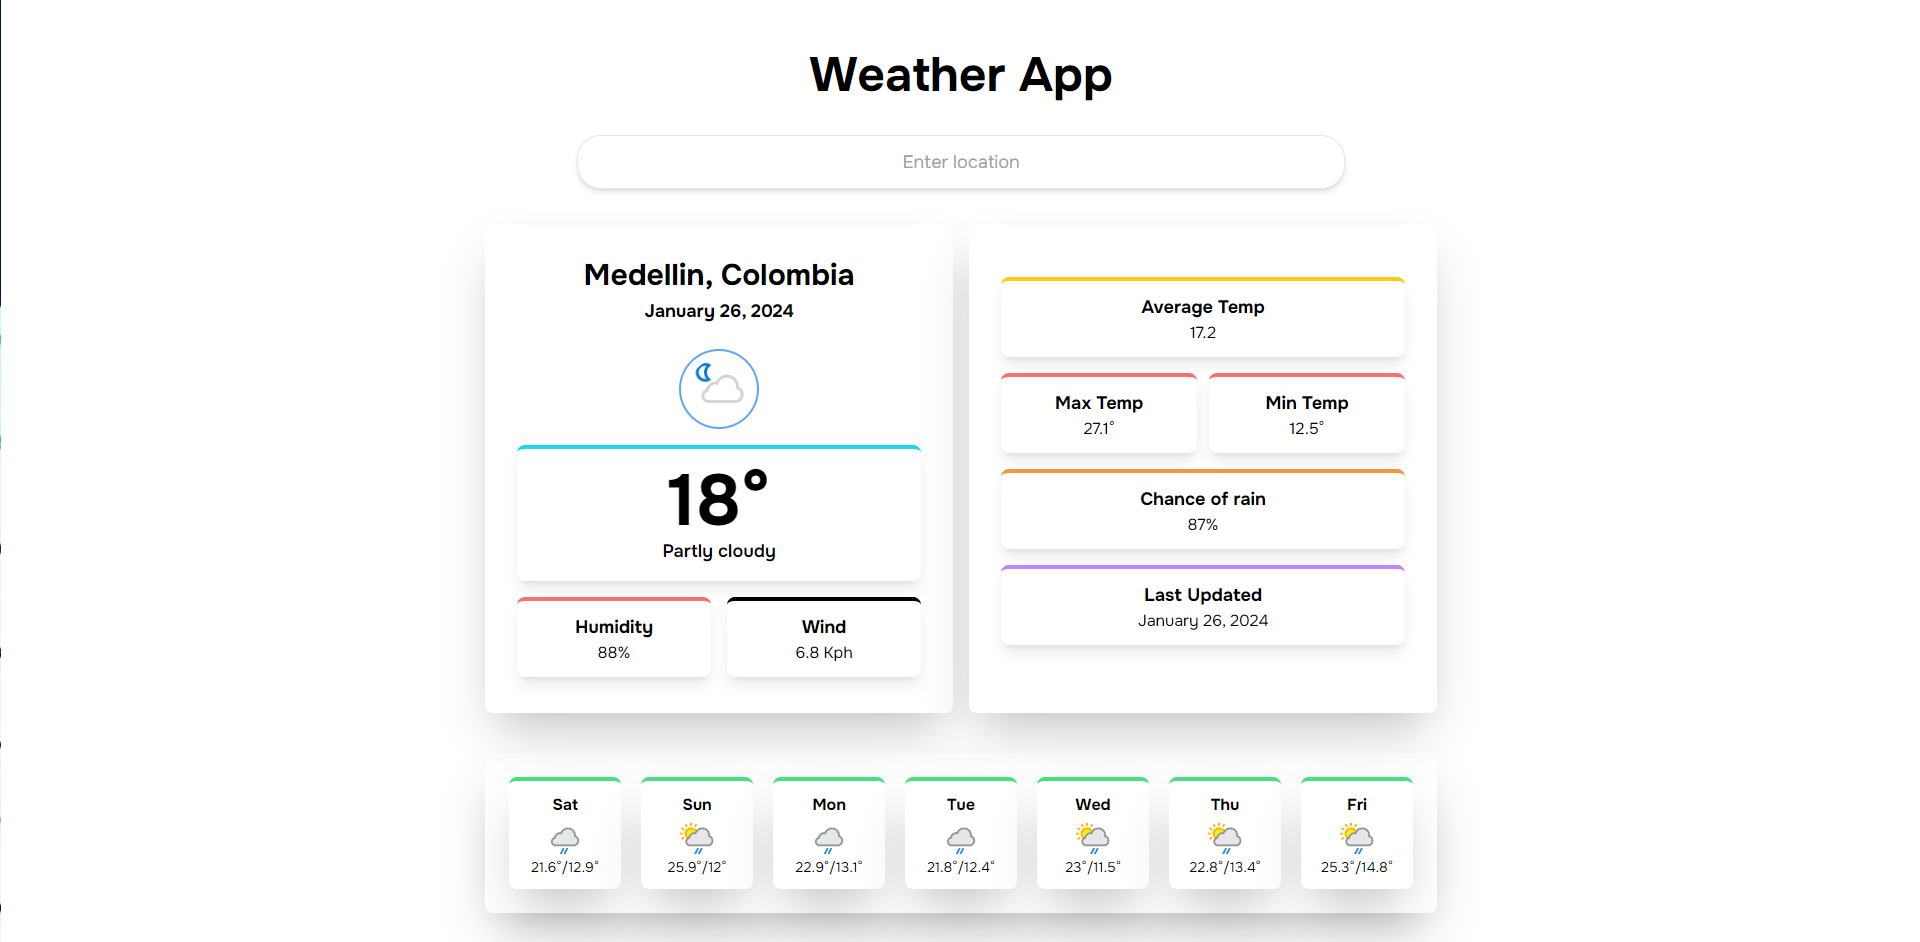 Weather App
Enter location
Medellin, Colombia
January 26, 2024
18°
Partly cloudy
Humidity
88%
Wind
6.8 Kph
Average Temp
17.2
Max Temp
27.1°
Min Temp
12.5°
Chance of rain
87%
Last Updated
January 26, 2024
Sat
21.6°/12.9°
Sun
25.9°/12°
Mon
22.9°/13.1°
Tue
21.8°/12.4°
Wed
23°/11.5°
Thu
22.8°/13.4°
Fri
25.3°/14.8°